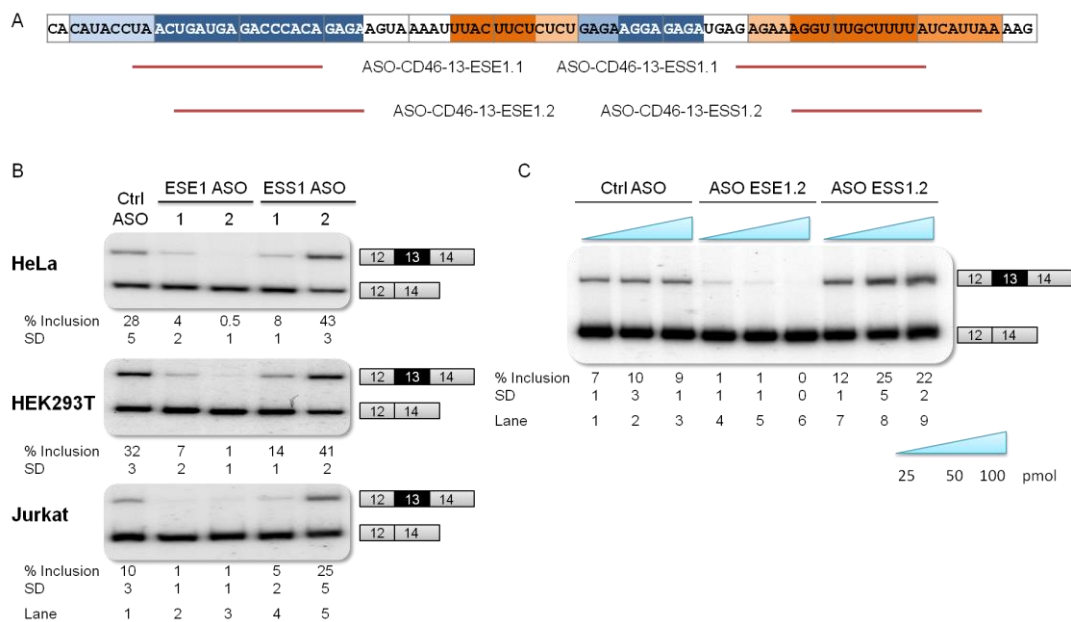 A
CA CAUACCUA ACUGAUGA GACCCACA GAGA AGUA AAAU UUAC UUCU CUCU GAGA AGGA GAGA UGAG AGAA AGGU UUGCUUUU AUCAUUAA AAG
ASO-CD46-13-ESE1.1 ASO-CD46-13-ESS1.1
ASO-CD46-13-ESE1.2 ASO-CD46-13-ESS1.2
B
Ctrl ASO ESE1 ASO ESS1 ASO
1 2 1 2
HeLa
12 13 14
12 14
% Inclusion 28 4 0.5 8 43
SD 5 2 1 1 3
HEK293T
12 13 14
12 14
% Inclusion 32 7 1 14 41
SD 3 2 1 1 2
Jurkat
12 13 14
12 14
% Inclusion 10 1 1 5 25
SD 3 1 1 2 5
Lane 1 2 3 4 5
C
Ctrl ASO ASO ESE1.2 ASO ESS1.2
12 13 14
12 14
% Inclusion 7 10 9 1 1 0 12 25 22
SD 1 3 1 1 1 0 1 5 2
Lane 1 2 3 4 5 6 7 8 9
25 50 100 pmol